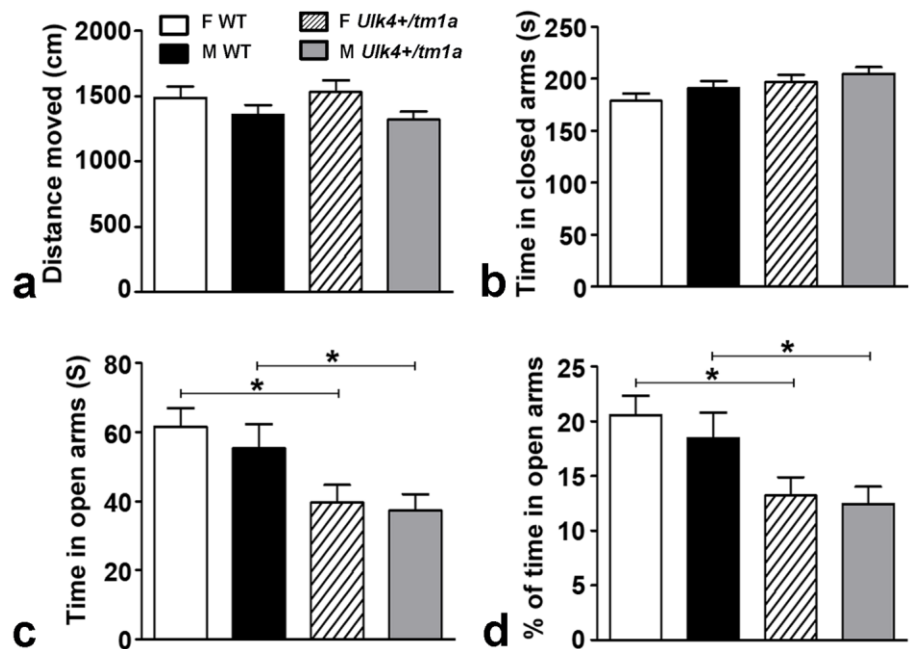 F WT
F Ulk4+/tm1a
M WT
M Ulk4+/tm1a
Distance moved (cm)
2000
1500
1000
500
0
a
Time in closed arms (s)
250
200
150
100
50
0
b
Time in open arms (S)
80
60
40
20
0
*
*
c
% of time in open arms
25
20
15
10
5
0
*
*
d